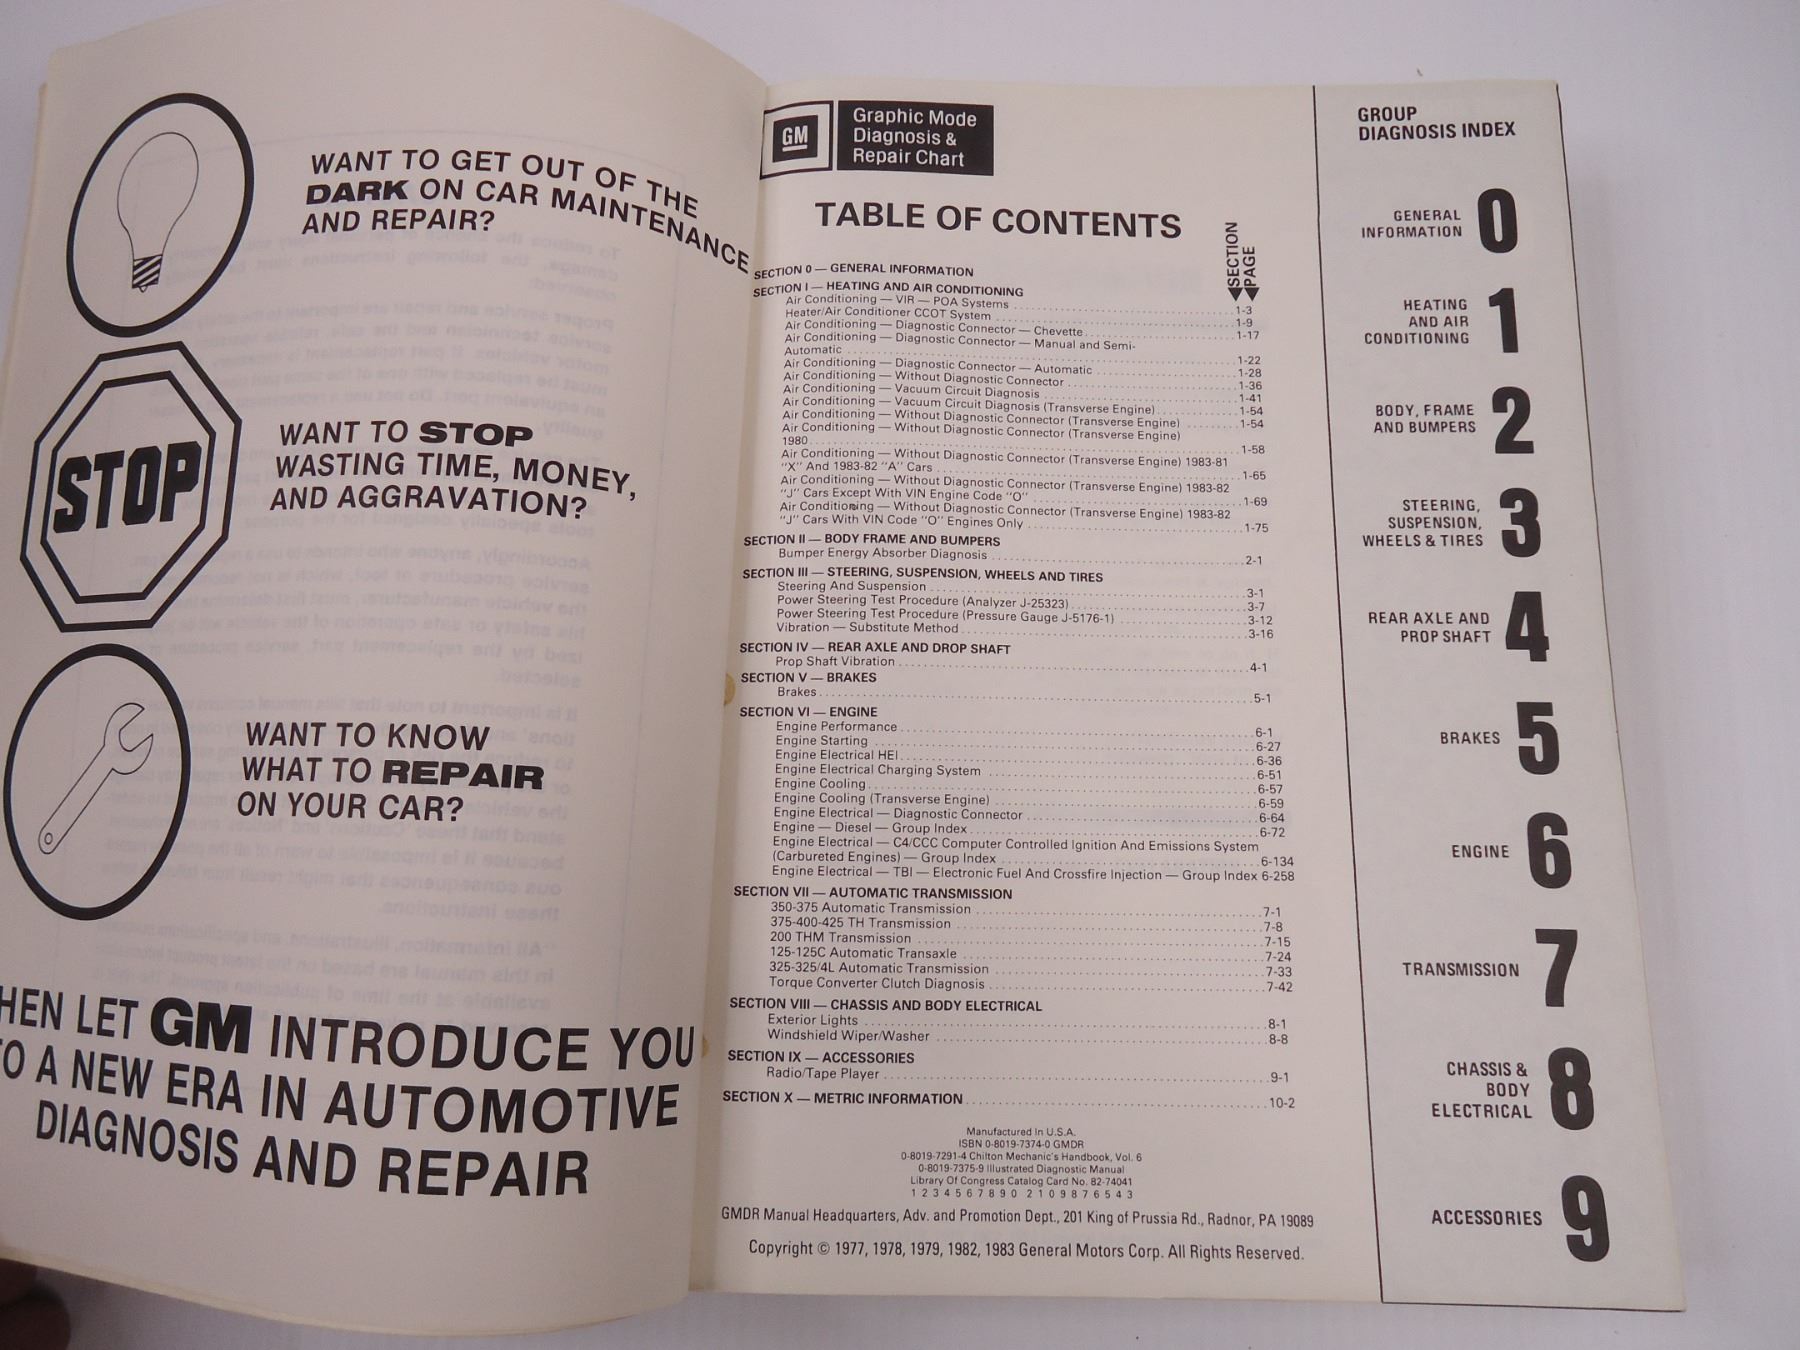 WANT TO GET OUT OF THE
DARK ON CAR MAINTENANCE
AND REPAIR?
STOP
WANT TO STOP
WASTING TIME, MONEY,
AND AGGRAVATION?
WANT TO KNOW
WHAT TO REPAIR
ON YOUR CAR?
HEN LET GM INTRODUCE YOU
O A NEW ERA IN AUTOMOTIVE
DIAGNOSIS AND REPAIR
GM
Graphic Mode
Diagnosis &
Repair Chart
TABLE OF CONTENTS
SECTION
PAGE
SECTION 0 — GENERAL INFORMATION
SECTION I — HEATING AND AIR CONDITIONING
Air Conditioning — VIR — POA Systems 1-3
Heater/Air Conditioner CCOT System 1-9
Air Conditioning — Diagnostic Connector — Chevette 1-17
Air Conditioning — Diagnostic Connector — Manual and Semi-
Automatic 1-22
Air Conditioning — Diagnostic Connector — Automatic 1-28
Air Conditioning — Without Diagnostic Connector 1-36
Air Conditioning — Vacuum Circuit Diagnosis 1-41
Air Conditioning — Vacuum Circuit Diagnosis (Transverse Engine) 1-54
Air Conditioning — Without Diagnostic Connector (Transverse Engine) 1-54
Air Conditioning — Without Diagnostic Connector (Transverse Engine)
1980 1-58
Air Conditioning — Without Diagnostic Connector (Transverse Engine) 1983-81
"X" And 1983-82 "A" Cars 1-65
Air Conditioning — Without Diagnostic Connector (Transverse Engine) 1983-82
"J" Cars Except With VIN Engine Code "O" 1-69
Air Conditioning — Without Diagnostic Connector (Transverse Engine) 1983-82
"J" Cars With VIN Code "O" Engines Only 1-75
SECTION II — BODY FRAME AND BUMPERS
Bumper Energy Absorber Diagnosis 2-1
SECTION III — STEERING, SUSPENSION, WHEELS AND TIRES
Steering And Suspension 3-1
Power Steering Test Procedure (Analyzer J-25323) 3-7
Power Steering Test Procedure (Pressure Gauge J-5176-1) 3-12
Vibration — Substitute Method 3-16
SECTION IV — REAR AXLE AND DROP SHAFT
Prop Shaft Vibration 4-1
SECTION V — BRAKES
Brakes 5-1
SECTION VI — ENGINE
Engine Performance 6-1
Engine Starting 6-27
Engine Electrical HEI 6-36
Engine Electrical Charging System 6-51
Engine Cooling 6-57
Engine Cooling (Transverse Engine) 6-59
Engine Electrical — Diagnostic Connector 6-64
Engine — Diesel — Group Index 6-72
Engine Electrical — C4/CCC Computer Controlled Ignition And Emissions System
(Carbureted Engines) — Group Index 6-134
Engine Electrical — TBI — Electronic Fuel And Crossfire Injection — Group Index 6-258
SECTION VII — AUTOMATIC TRANSMISSION
350-375 Automatic Transmission 7-1
375-400-425 TH Transmission 7-8
200 THM Transmission 7-15
125-125C Automatic Transaxle 7-24
325-325/4L Automatic Transmission 7-33
Torque Converter Clutch Diagnosis 7-42
SECTION VIII — CHASSIS AND BODY ELECTRICAL
Exterior Lights 8-1
Windshield Wiper/Washer 8-8
SECTION IX — ACCESSORIES
Radio/Tape Player 9-1
SECTION X — METRIC INFORMATION 10-2
Manufactured In U.S.A.
ISBN 0-8019-7374-0 GMDR
0-8019-7291-4 Chilton Mechanic's Handbook, Vol. 6
0-8019-7375-9 Illustrated Diagnostic Manual
Library Of Congress Catalog Card No. 82-74041
1 2 3 4 5 6 7 8 9 0 2 1 0 9 8 7 6 5 4 3
GMDR Manual Headquarters, Adv. and Promotion Dept., 201 King of Prussia Rd., Radnor, PA 19089
Copyright © 1977, 1978, 1979, 1982, 1983 General Motors Corp. All Rights Reserved.
GROUP
DIAGNOSIS INDEX
GENERAL
INFORMATION 0
HEATING
AND AIR
CONDITIONING 1
BODY, FRAME
AND BUMPERS 2
STEERING,
SUSPENSION,
WHEELS & TIRES 3
REAR AXLE AND
PROP SHAFT 4
BRAKES 5
ENGINE 6
TRANSMISSION 7
CHASSIS &
BODY
ELECTRICAL 8
ACCESSORIES 9